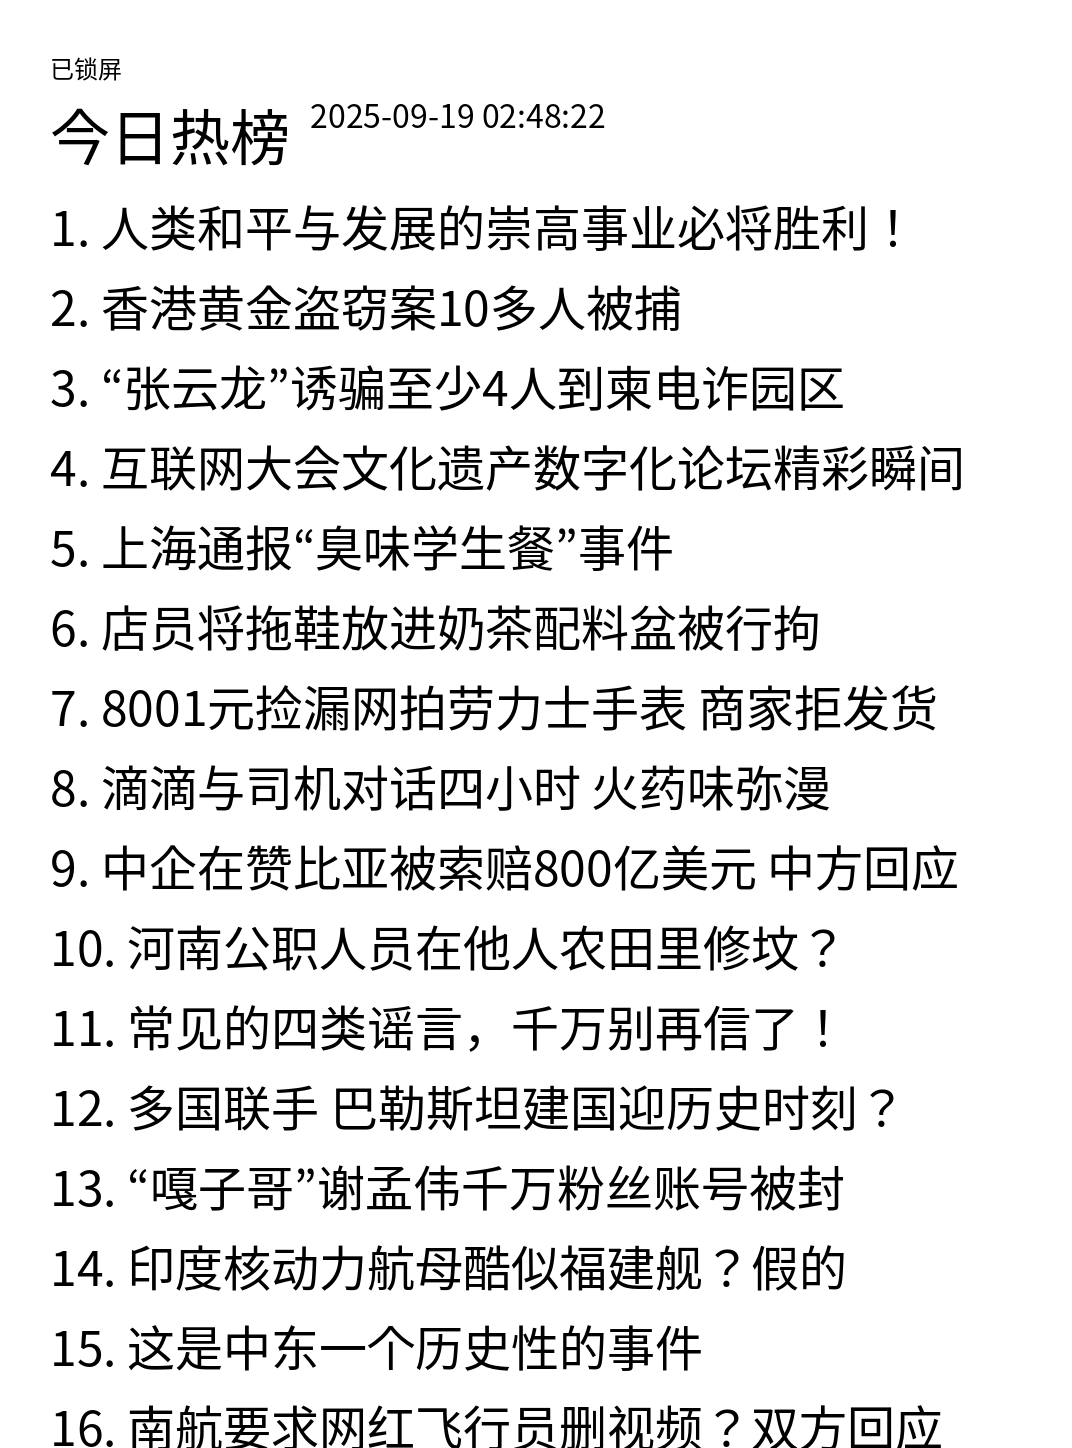 已锁屏
今日热榜 2025-09-19 02:48:22
1. 人类和平与发展的崇高事业必将胜利！
2. 香港黄金盗窃案10多人被捕
3. “张云龙”诱骗至少4人到柬电诈园区
4. 互联网大会文化遗产数字化论坛精彩瞬间
5. 上海通报“臭味学生餐”事件
6. 店员将拖鞋放进奶茶配料盆被行拘
7. 8001元捡漏网拍劳力士手表 商家拒发货
8. 滴滴与司机对话四小时 火药味弥漫
9. 中企在赞比亚被索赔800亿美元 中方回应
10. 河南公职人员在他人农田里修坟？
11. 常见的四类谣言，千万别再信了！
12. 多国联手 巴勒斯坦建国迎历史时刻？
13. “嘎子哥”谢孟伟千万粉丝账号被封
14. 印度核动力航母酷似福建舰？假的
15. 这是中东一个历史性的事件
16. 南航要求网红飞行员删视频？双方回应